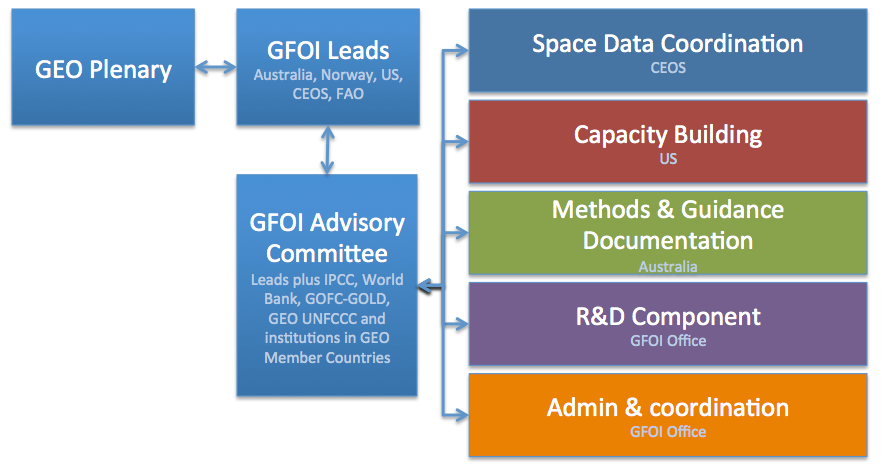 GEO Plenary
GFOI Leads
Australia, Norway, US,
CEOS, FAO
GFOI Advisory
Committee
Leads plus IPCC, World
Bank, GOFC-GOLD,
GEO UNFCCC and
institutions in GEO
Member Countries
Space Data Coordination
CEOS
Capacity Building
US
Methods & Guidance
Documentation
Australia
R&D Component
GFOI Office
Admin & coordination
GFOI Office